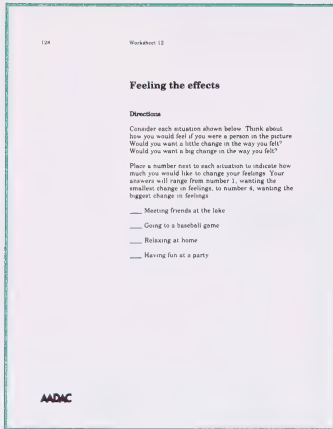 124
Worksheet 12
Feeling the effects
Directions
Consider each situation shown below Think about
how you would feel if you were a person in the picture
Would you want a little change in the way you felt?
Would you want a big change in the way you felt?
Place a number next to each situation to indicate how
much you would like to change your feelings Your
answers will range from number 1, wanting the
smallest change in feelings, to number 4, wanting the
biggest change in feelings
___ Meeting friends at the lake
___ Going to a baseball game
___ Relaxing at home
___ Having fun at a party
AADAC